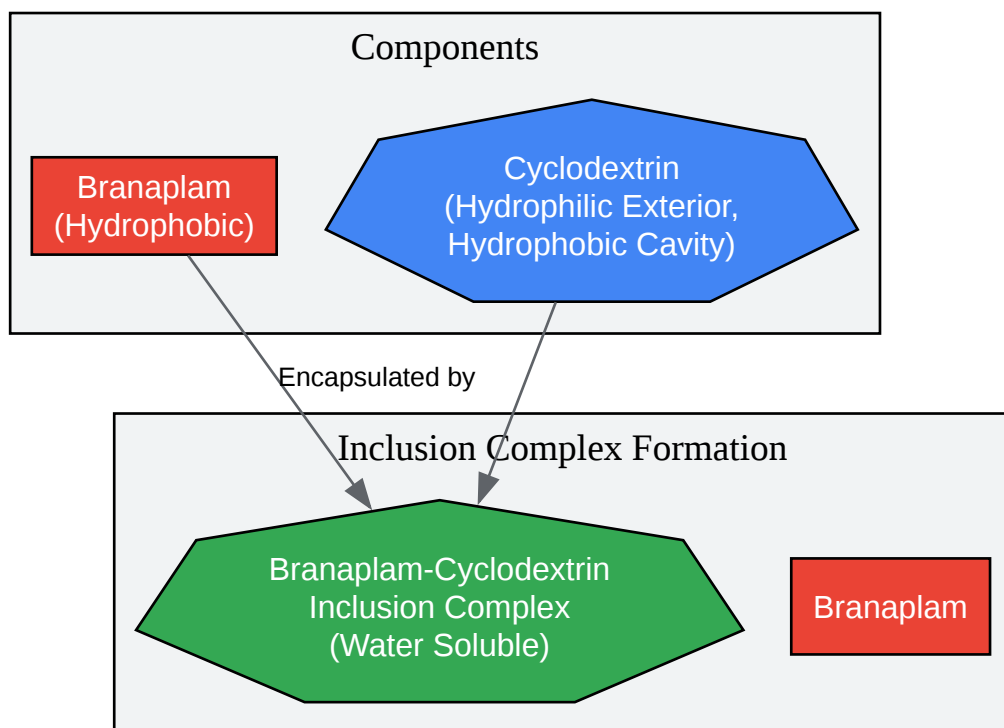 Components
Branaplam
(Hydrophobic)
Cyclodextrin
(Hydrophilic Exterior,
Hydrophobic Cavity)
Encapsulated by
Inclusion Complex Formation
Branaplam-Cyclodextrin
Inclusion Complex
(Water Soluble)
Branaplam